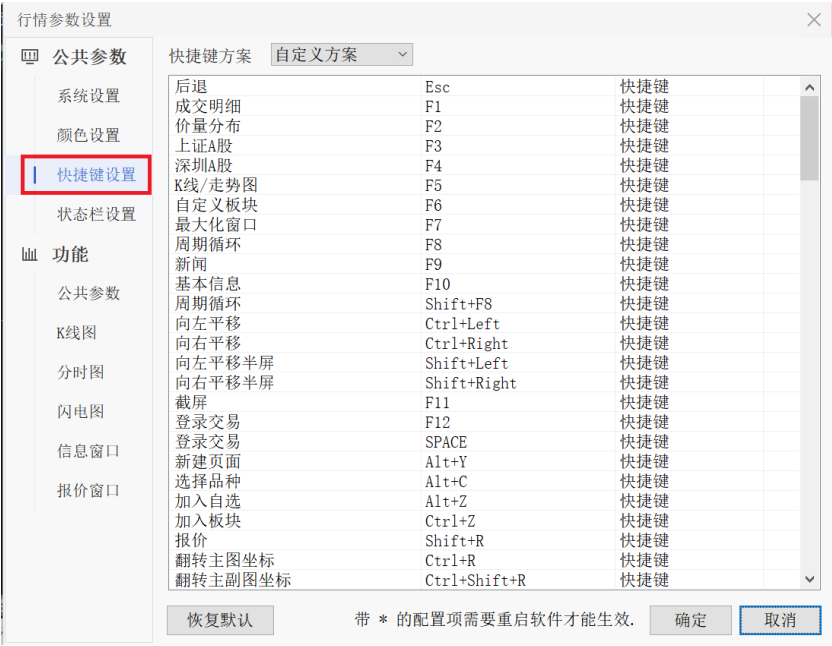 行情参数设置
公共参数
系统设置
颜色设置
快捷键设置
状态栏设置
功能
公共参数
K线图
分时图
闪电图
信息窗口
报价窗口
快捷键方案 自定义方案
后退 Esc 快捷键
成交明细 F1 快捷键
价量分布 F2 快捷键
上证A股 F3 快捷键
深圳A股 F4 快捷键
K线/走势图 F5 快捷键
自定义板块 F6 快捷键
最大化窗口 F7 快捷键
周期循环 F8 快捷键
新闻 F9 快捷键
基本信息 F10 快捷键
周期循环 Shift+F8 快捷键
向左平移 Ctrl+Left 快捷键
向右平移 Ctrl+Right 快捷键
向左平移半屏 Shift+Left 快捷键
向右平移半屏 Shift+Right 快捷键
截屏 F11 快捷键
登录交易 F12 快捷键
登录交易 SPACE 快捷键
新建页面 Alt+Y 快捷键
选择品种 Alt+C 快捷键
加入自选 Alt+Z 快捷键
加入板块 Ctrl+Z 快捷键
报价 Shift+R 快捷键
翻转主图坐标 Ctrl+R 快捷键
翻转主副图坐标 Ctrl+Shift+R 快捷键
恢复默认 带 * 的配置项需要重启软件才能生效. 确定 取消